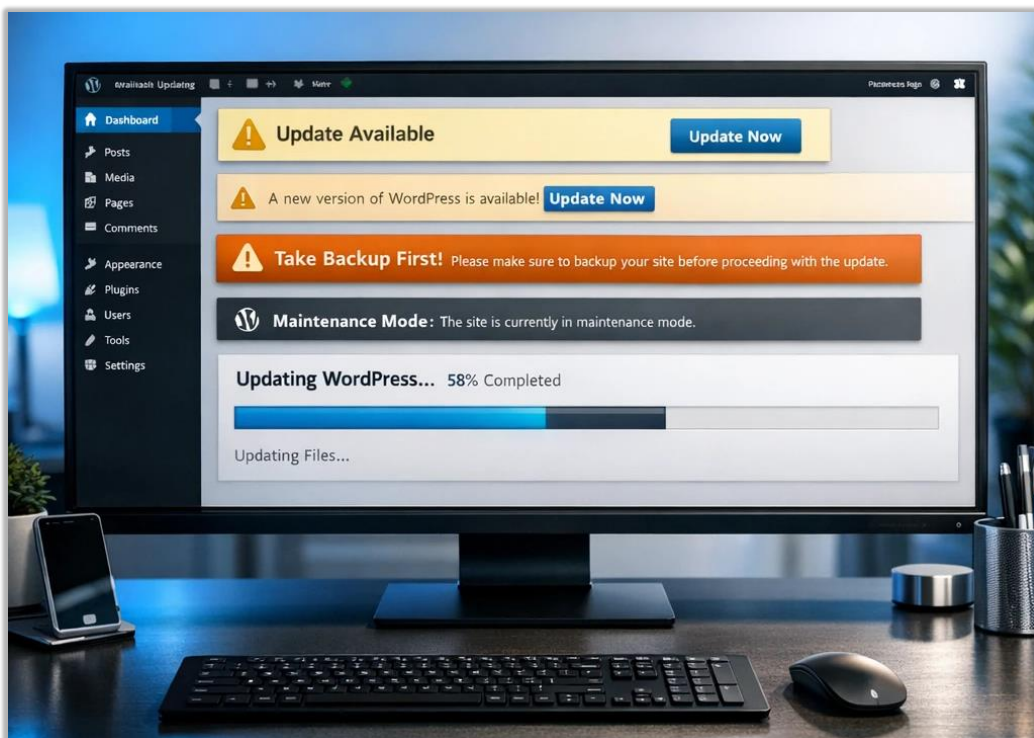 Dashboard
Posts
Media
Pages
Comments
Appearance
Plugins
Users
Tools
Settings
Update Available
Update Now
A new version of WordPress is available! Update Now
Take Backup First! Please make sure to backup your site before proceeding with the update.
Maintenance Mode: The site is currently in maintenance mode.
Updating WordPress... 58% Completed
Updating Files...